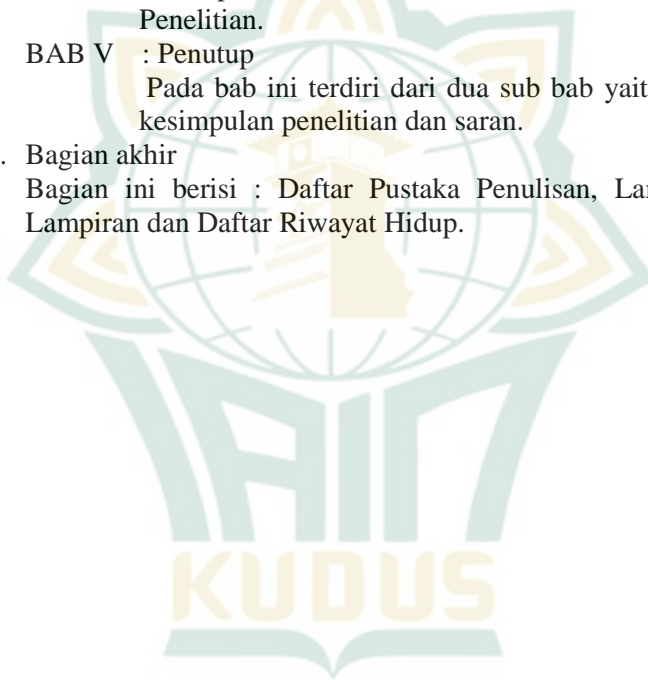 Penelitian.
BAB V : Penutup
Pada bab ini terdiri dari dua sub bab yait
kesimpulan penelitian dan saran.
. Bagian akhir
Bagian ini berisi : Daftar Pustaka Penulisan, Lar
Lampiran dan Daftar Riwayat Hidup.
IAIN
KUDUS